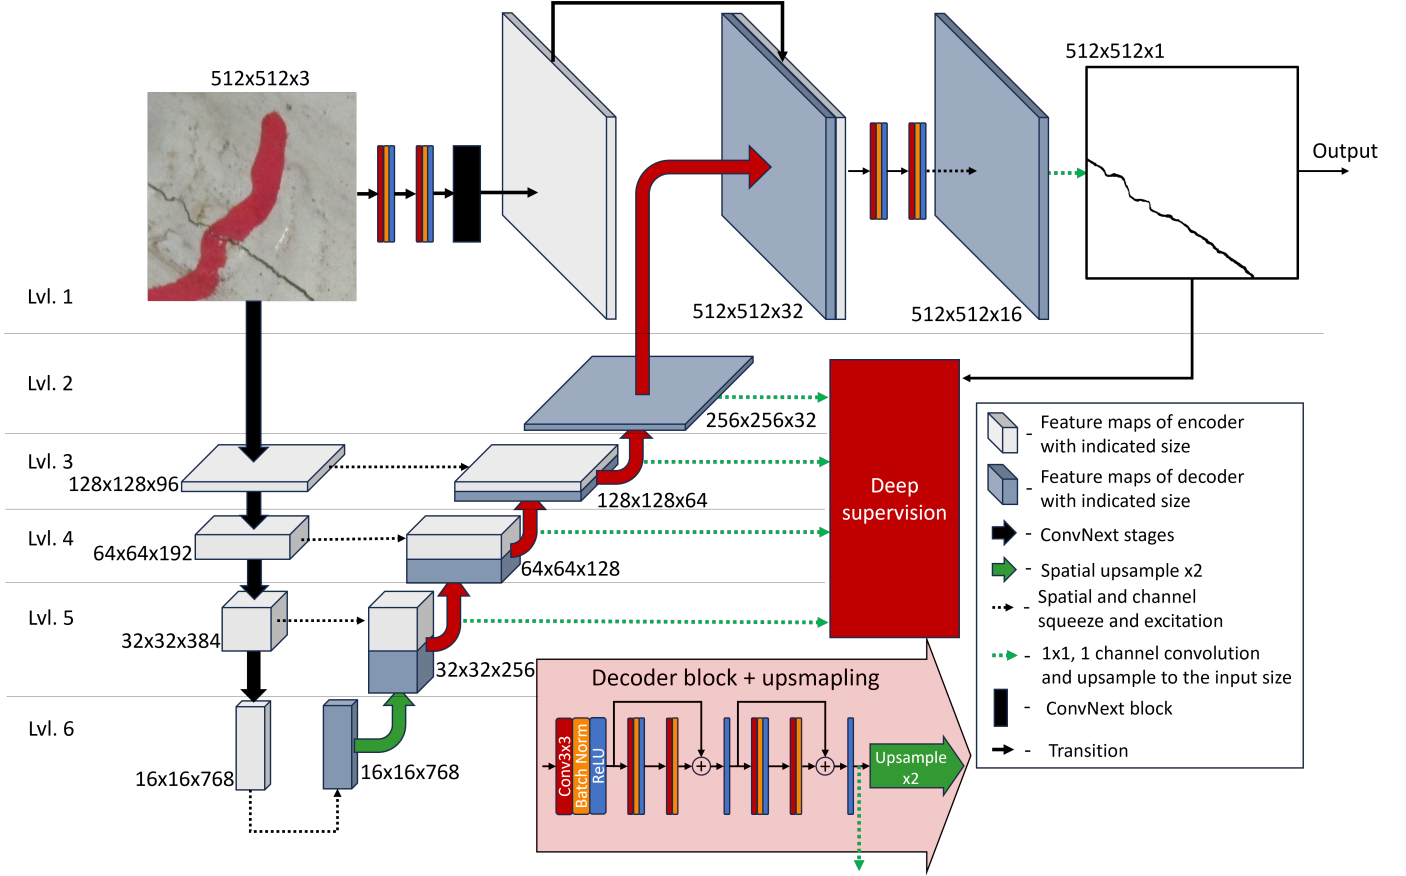 512x512x3
512x512x1
Output
Lvl. 1
512x512x32
512x512x16
Lvl. 2
256x256x32
Lvl. 3
128x128x96
128x128x64
Lvl. 4
64x64x192
64x64x128
Lvl. 5
32x32x384
32x32x256
Lvl. 6
16x16x768
16x16x768
Deep
supervision
Feature maps of encoder
with indicated size
Feature maps of decoder
with indicated size
- ConvNext stages
- Spatial upsample x2
- Spatial and channel
squeeze and excitation
- 1x1, 1 channel convolution
and upsample to the input size
- ConvNext block
- Transition
Decoder block + upsmapling
Conv3x3
Batch Norm
ReLU
+
+
Upsample
x2